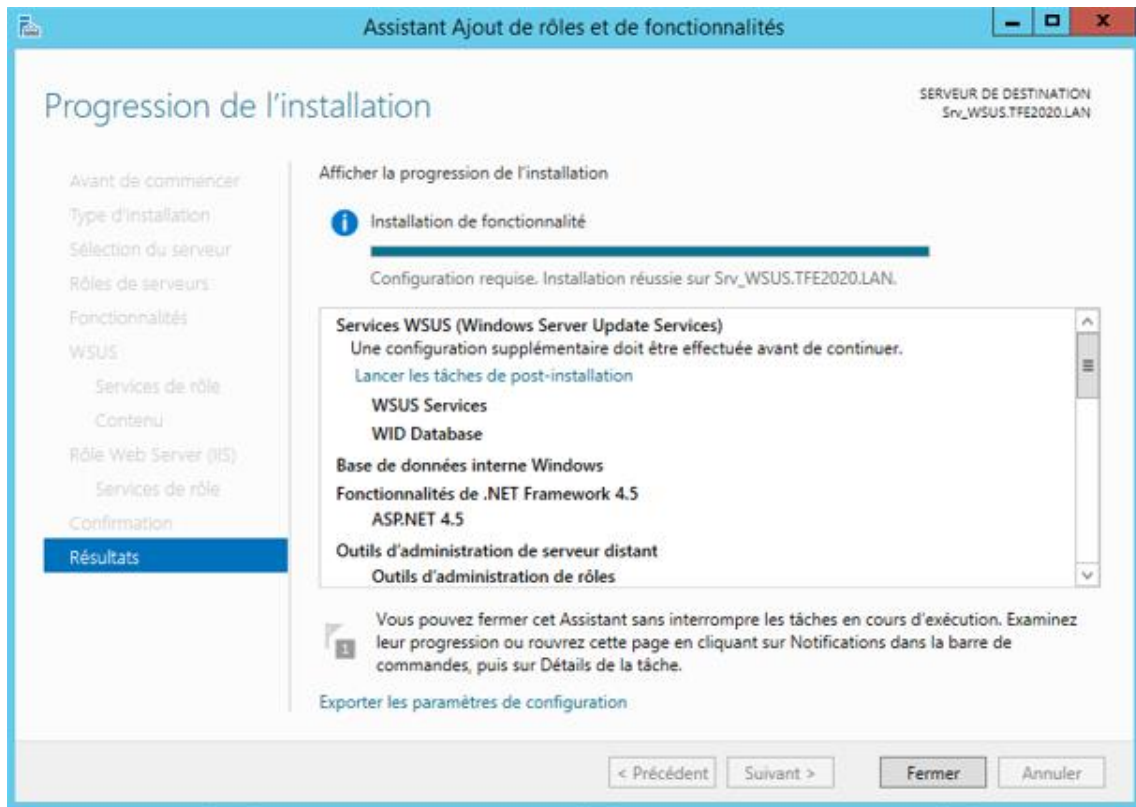 Assistant Ajout de rôles et de fonctionnalités
Progression de l'installation
SERVEUR DE DESTINATION
Srv_WSUS.TFE2020.LAN
Avant de commencer
Type d'installation
Sélection du serveur
Rôles de serveurs
Fonctionnalités
WSUS
Services de rôle
Contenu
Rôle Web Server (IIS)
Services de rôle
Confirmation
Résultats
Afficher la progression de l'installation
Installation de fonctionnalité
Configuration requise. Installation réussie sur Srv_WSUS.TFE2020.LAN.
Services WSUS (Windows Server Update Services)
Une configuration supplémentaire doit être effectuée avant de continuer.
Lancer les tâches de post-installation
WSUS Services
WID Database
Base de données interne Windows
Fonctionnalités de .NET Framework 4.5
ASP.NET 4.5
Outils d'administration de serveur distant
Outils d'administration de rôles
1
Vous pouvez fermer cet Assistant sans interrompre les tâches en cours d'exécution. Examinez
leur progression ou rouvrez cette page en cliquant sur Notifications dans la barre de
commandes, puis sur Détails de la tâche.
Exporter les paramètres de configuration
< Précédent
Suivant >
Fermer
Annuler